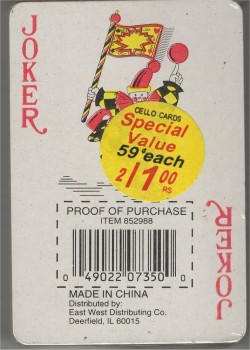 JOKER
CELLO CARDS
Special
Value
59¢ each
2/1.00
RS
PROOF OF PURCHASE
ITEM 852988
0 49022 07350 0
MADE IN CHINA
Distributed by:
East West Distributing Co.
Deerfield, IL 60015
JOKER